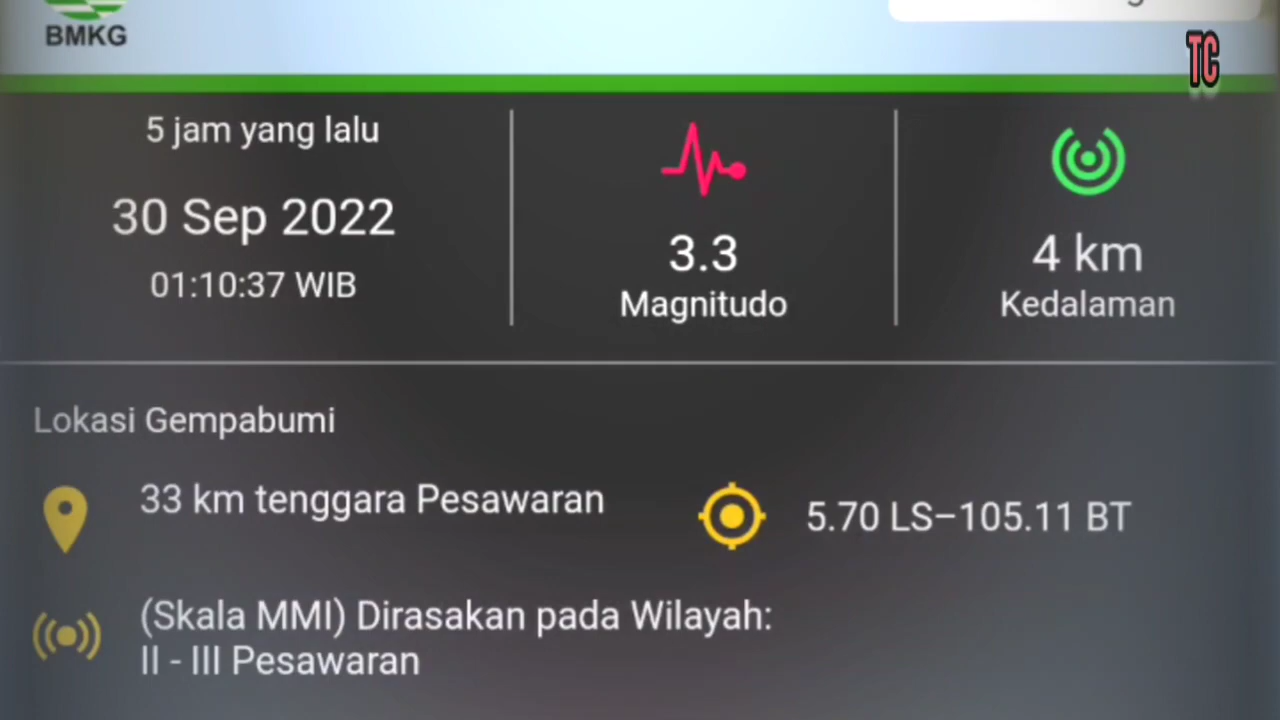 BMKG
TC
5 jam yang lalu
30 Sep 2022
01:10:37 WIB
3.3
Magnitudo
4 km
Kedalaman
Lokasi Gempabumi
33 km tenggara Pesawaran
5.70 LS–105.11 BT
(Skala MMI) Dirasakan pada Wilayah:
II - III Pesawaran